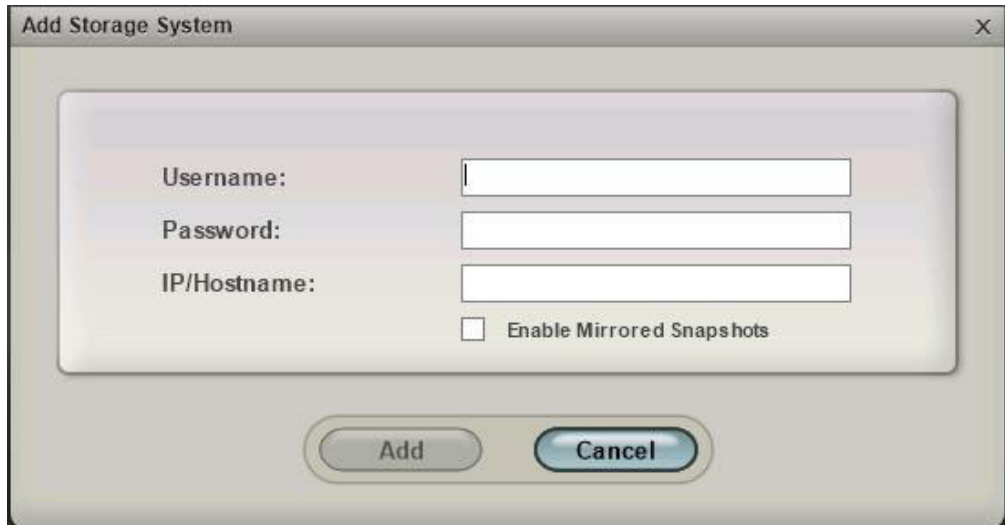 Add Storage System X
Username:
Password:
IP/Hostname:
Enable Mirrored Snapshots
Add Cancel